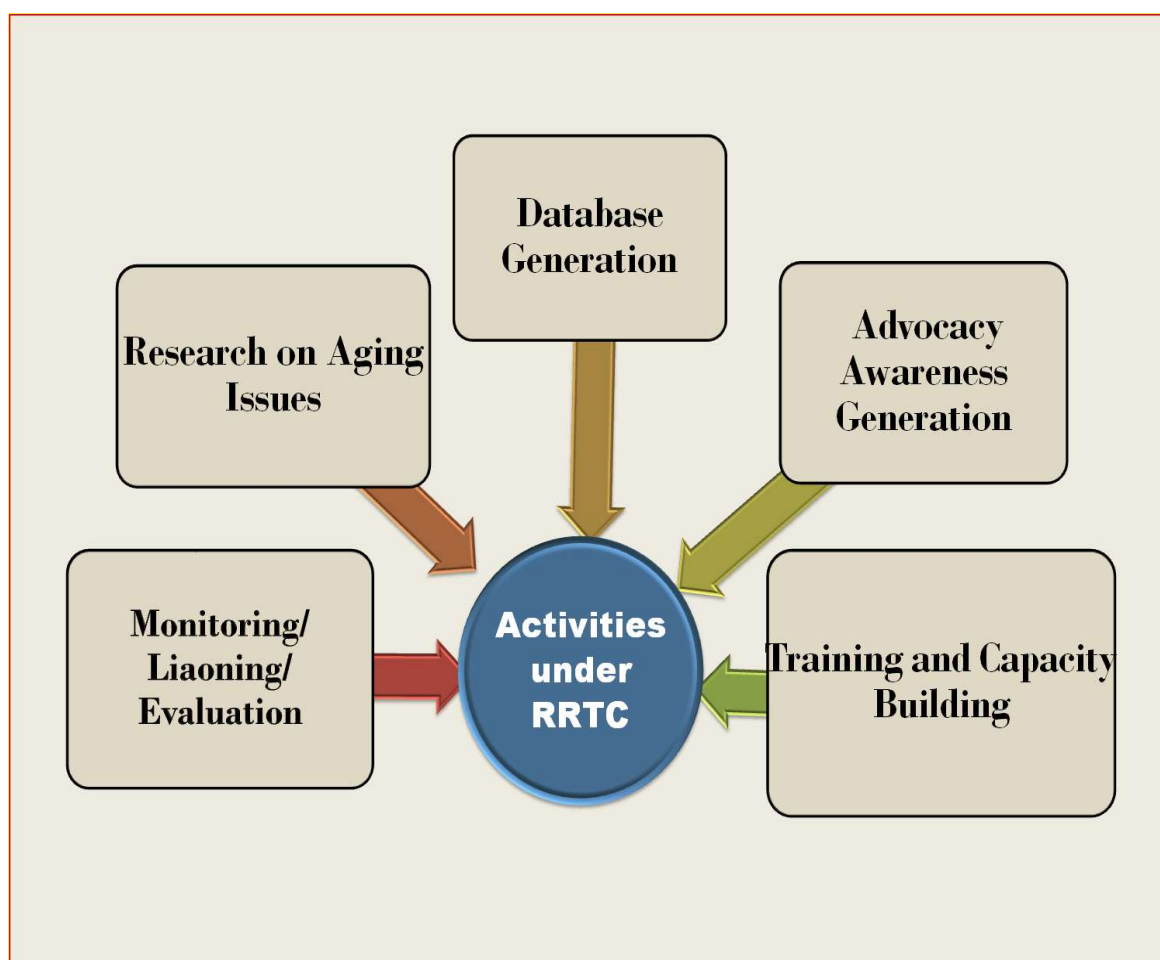 Database
Generation
Research on Aging
Issues
Advocacy
Awareness
Generation
Monitoring/
Liaoning/
Evaluation
Activities
under
RRTC
Training and Capacity
Building